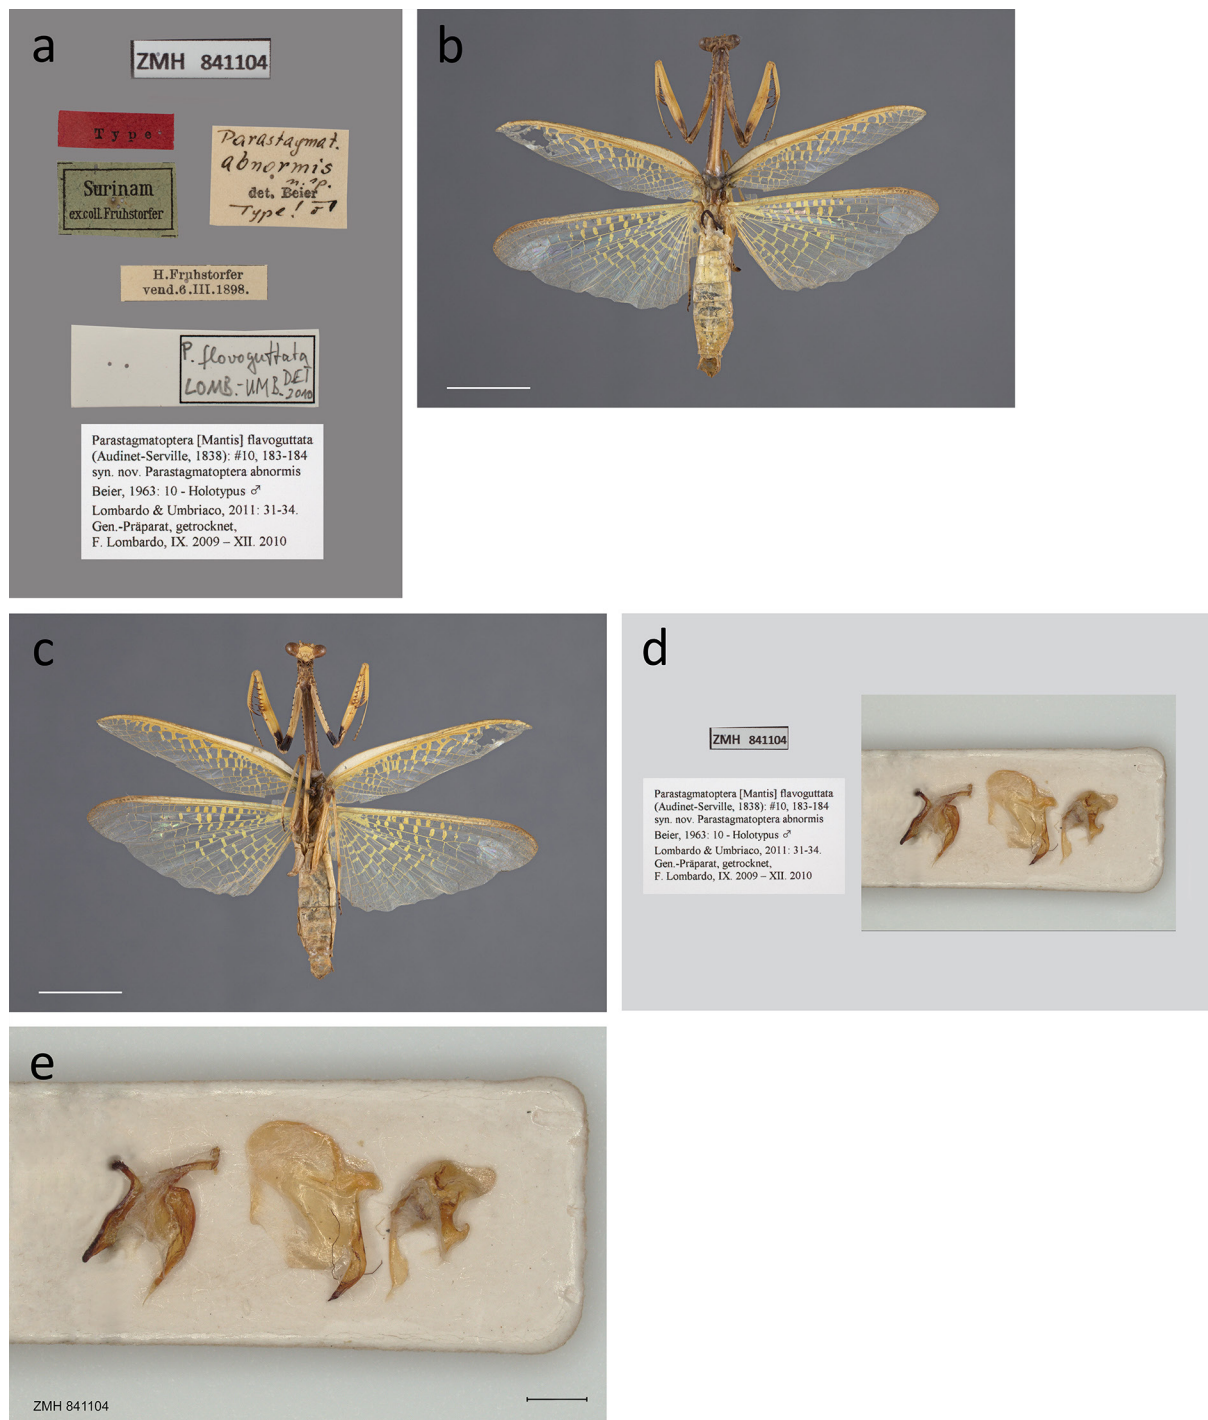 a
ZMH 841104
Type
Surinam
ex.coll.Fruhstorfer
Parastagmat.
abnormis
n. sp.
det. Beier
Type! ♂
H.Fruhstorfer
vend.6.III.1898.
P. flavoguttata
LOMB.-UMB. DET
2010
Parastagmatoptera [Mantis] flavoguttata
(Audinet-Serville, 1838): #10, 183-184
syn. nov. Parastagmatoptera abnormis
Beier, 1963: 10 - Holotypus ♂
Lombardo & Umbriaco, 2011: 31-34.
Gen.-Präparat, getrocknet,
F. Lombardo, IX. 2009 – XII. 2010
b
c
d
ZMH 841104
Parastagmatoptera [Mantis] flavoguttata
(Audinet-Serville, 1838): #10, 183-184
syn. nov. Parastagmatoptera abnormis
Beier, 1963: 10 - Holotypus ♂
Lombardo & Umbriaco, 2011: 31-34.
Gen.-Präparat, getrocknet,
F. Lombardo, IX. 2009 – XII. 2010
e
ZMH 841104